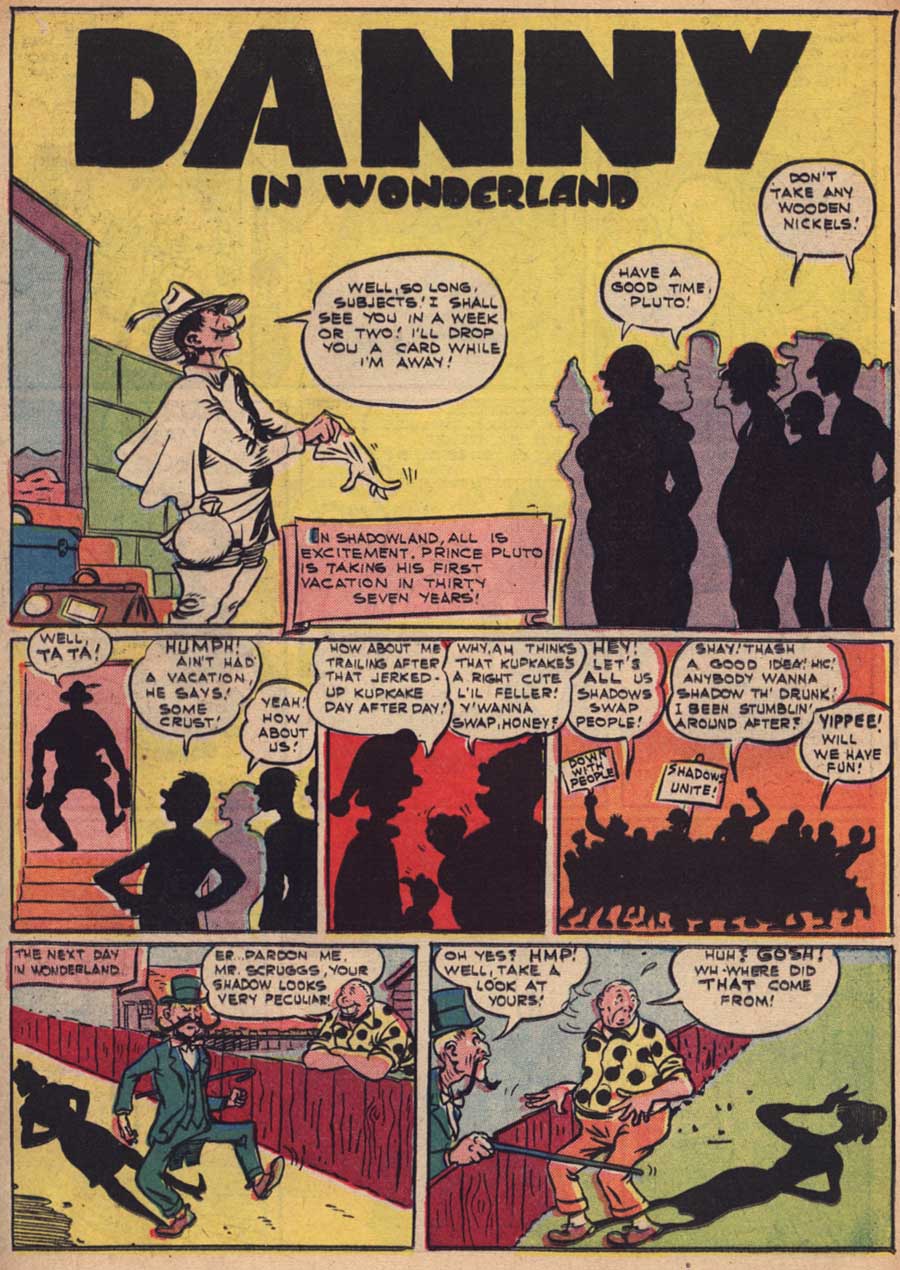 DANNY
IN WONDERLAND
WELL, SO LONG,
SUBJECTS! I SHALL
SEE YOU IN A WEEK
OR TWO! I'LL DROP
YOU A CARD WHILE
I'M AWAY!
HAVE A
GOOD TIME,
PLUTO!
DON'T
TAKE ANY
WOODEN
NICKELS!
IN SHADOWLAND, ALL IS
EXCITEMENT. PRINCE PLUTO
IS TAKING HIS FIRST
VACATION IN THIRTY
SEVEN YEARS!
WELL,
TA TA!
HUMPH!
AIN'T HAD
A VACATION,
HE SAYS!
SOME
CRUST!
YEAH!
HOW
ABOUT
US!
HOW ABOUT ME
TRAILING AFTER
THAT JERKED-
UP KUPKAKE
DAY AFTER DAY!
WHY, AH THINKS
THAT KUPKAKE'S
A RIGHT CUTE
L'IL FELLER!
Y'WANNA
SWAP, HONEY?
HEY!
LET'S
ALL US
SHADOWS
SWAP
PEOPLE!
SHAY! THASH
A GOOD IDEA! HIC!
ANYBODY WANNA
SHADOW TH' DRUNK!
I BEEN STUMBLIN'
AROUND AFTER?
YIPPEE!
WILL
WE HAVE
FUN!
DOWN
WITH
PEOPLE
SHADOWS
UNITE!
THE NEXT DAY
IN WONDERLAND.
ER... PARDON ME,
MR. SCRUGGS, YOUR
SHADOW LOOKS
VERY PECULIAR!
OH YES? HMP!
WELL, TAKE A
LOOK AT
YOURS!
HUH? GOSH!
WH-WHERE DID
THAT COME
FROM!